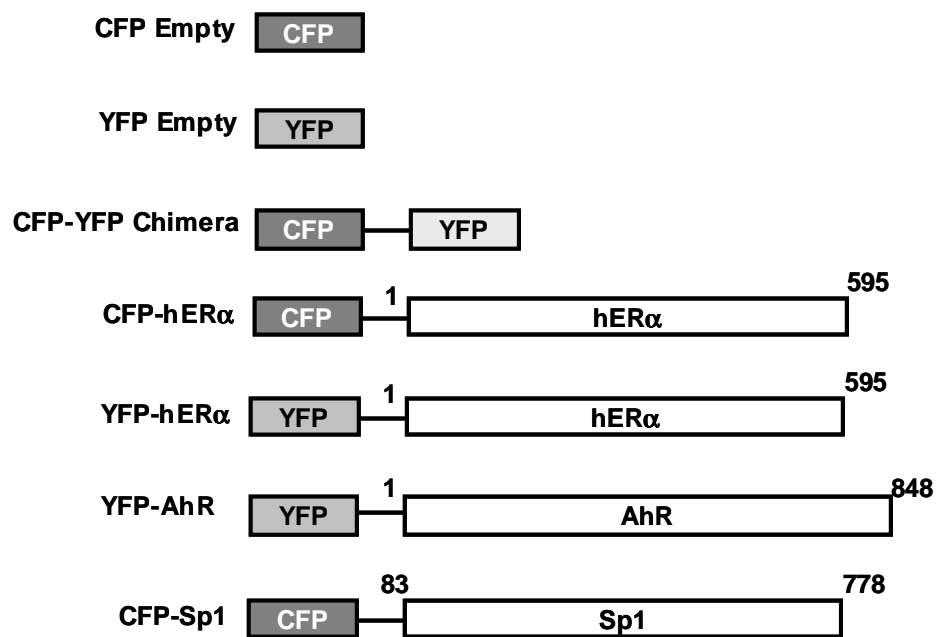 CFP Empty CFP
YFP Empty YFP
CFP-YFP Chimera CFP YFP
1 595
CFP-hERα CFP hERα
1 595
YFP-hERα YFP hERα
1 848
YFP-AhR YFP AhR
83 778
CFP-Sp1 CFP Sp1